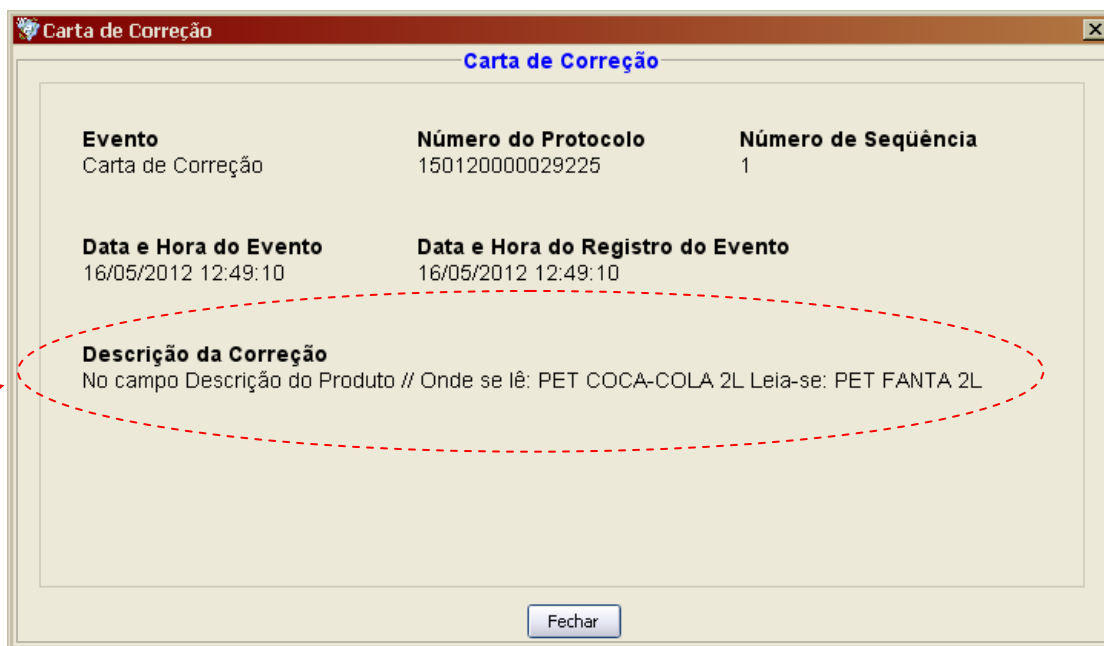 Carta de Correção
Carta de Correção
Evento Número do Protocolo Número de Seqüência
Carta de Correção 150120000029225 1
Data e Hora do Evento Data e Hora do Registro do Evento
16/05/2012 12:49:10 16/05/2012 12:49:10
Descrição da Correção
No campo Descrição do Produto // Onde se lê: PET COCA-COLA 2L Leia-se: PET FANTA 2L
Fechar